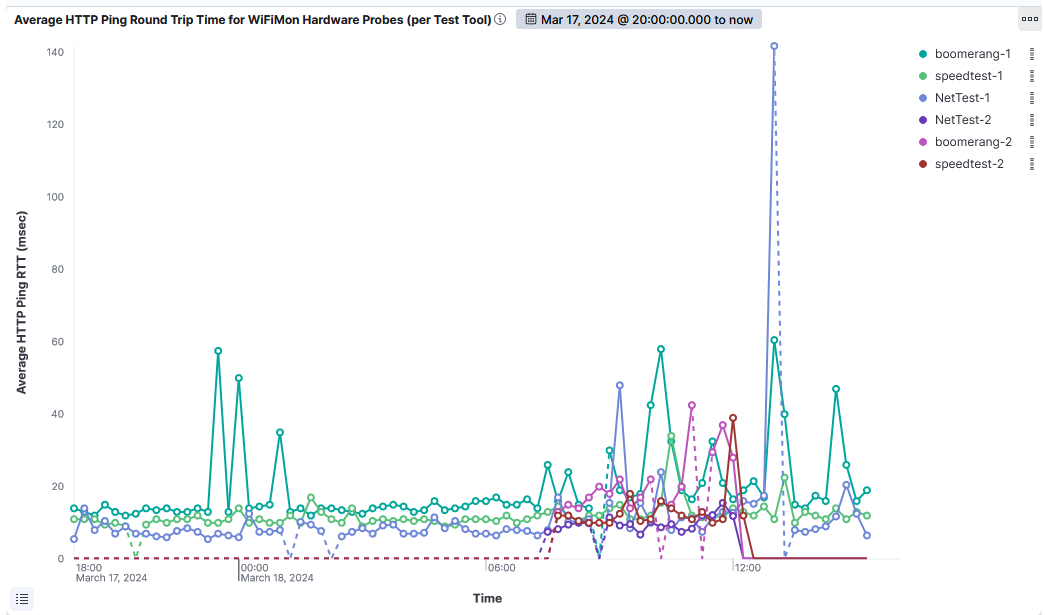 Average HTTP Ping Round Trip Time for WiFiMon Hardware Probes (per Test Tool)
Mar 17, 2024 @ 20:00:00.000 to now
boomerang-1
speedtest-1
NetTest-1
NetTest-2
boomerang-2
speedtest-2
Average HTTP Ping RTT (msec)
140
120
100
80
60
40
20
0
18:00
March 17, 2024
00:00
March 18, 2024
06:00
12:00
Time